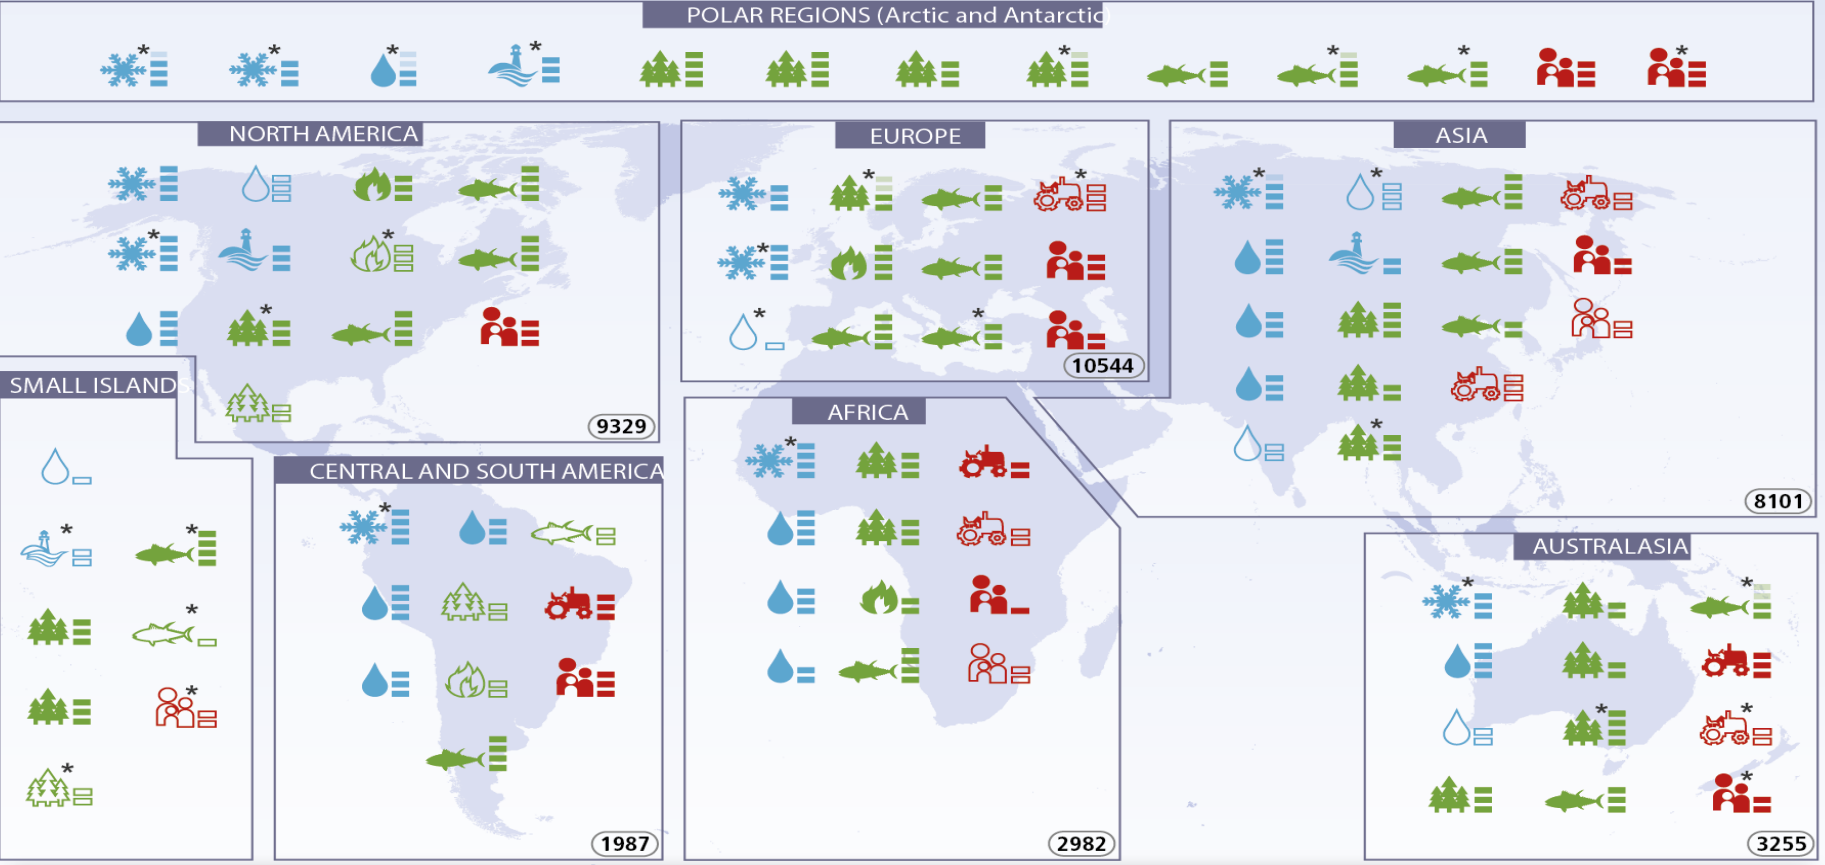 POLAR REGIONS (Arctic and Antarctic)
* * * * * * * *
NORTH AMERICA
* * *
9329
EUROPE
* * * * * *
10544
ASIA
* * *
8101
SMALL ISLANDS
* * * * *
CENTRAL AND SOUTH AMERICA
*
1987
AFRICA
*
2982
AUSTRALASIA
* * * * *
3255